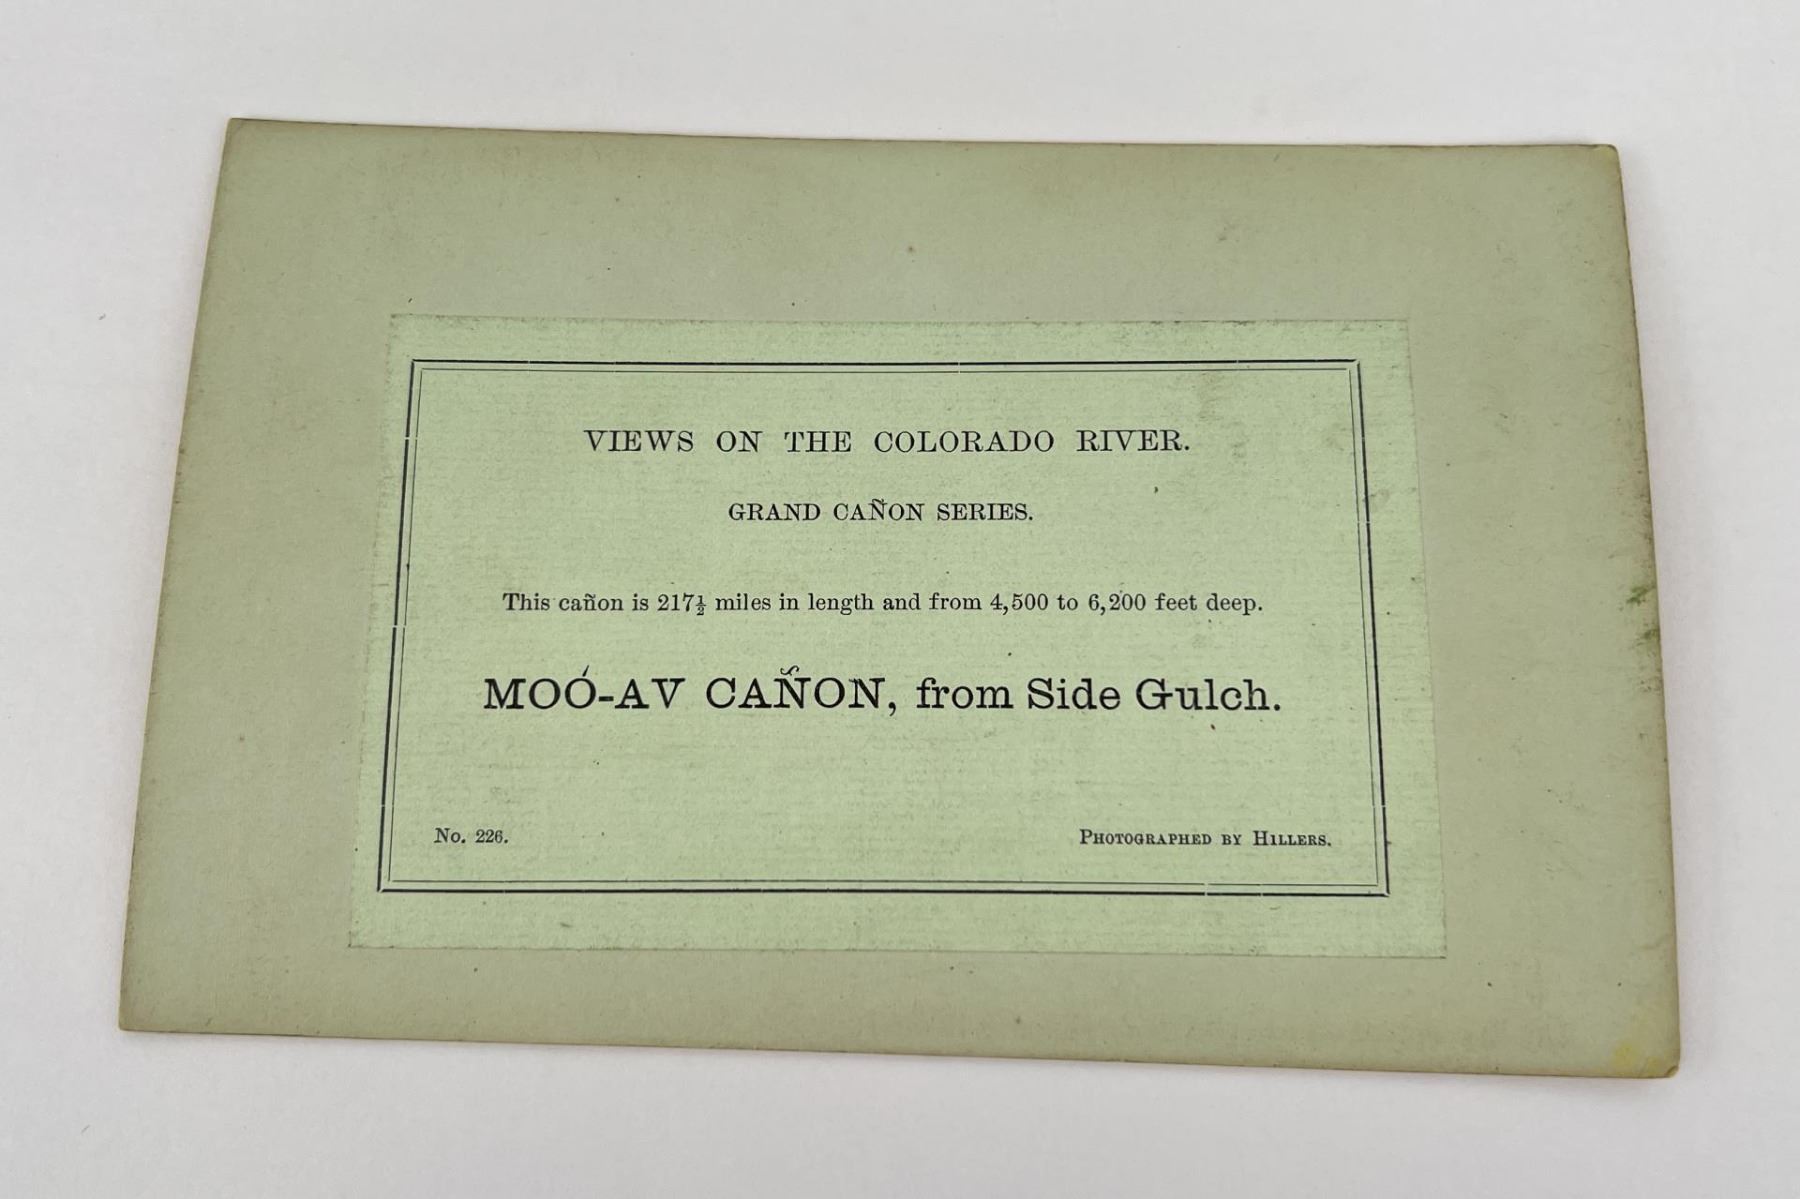 VIEWS ON THE COLORADO RIVER.
GRAND CAÑON SERIES.
This cañon is 217½ miles in length and from 4,500 to 6,200 feet deep.
MOÓ-AV CAÑON, from Side Gulch.
No. 226.
PHOTOGRAPHED BY HILLERS.